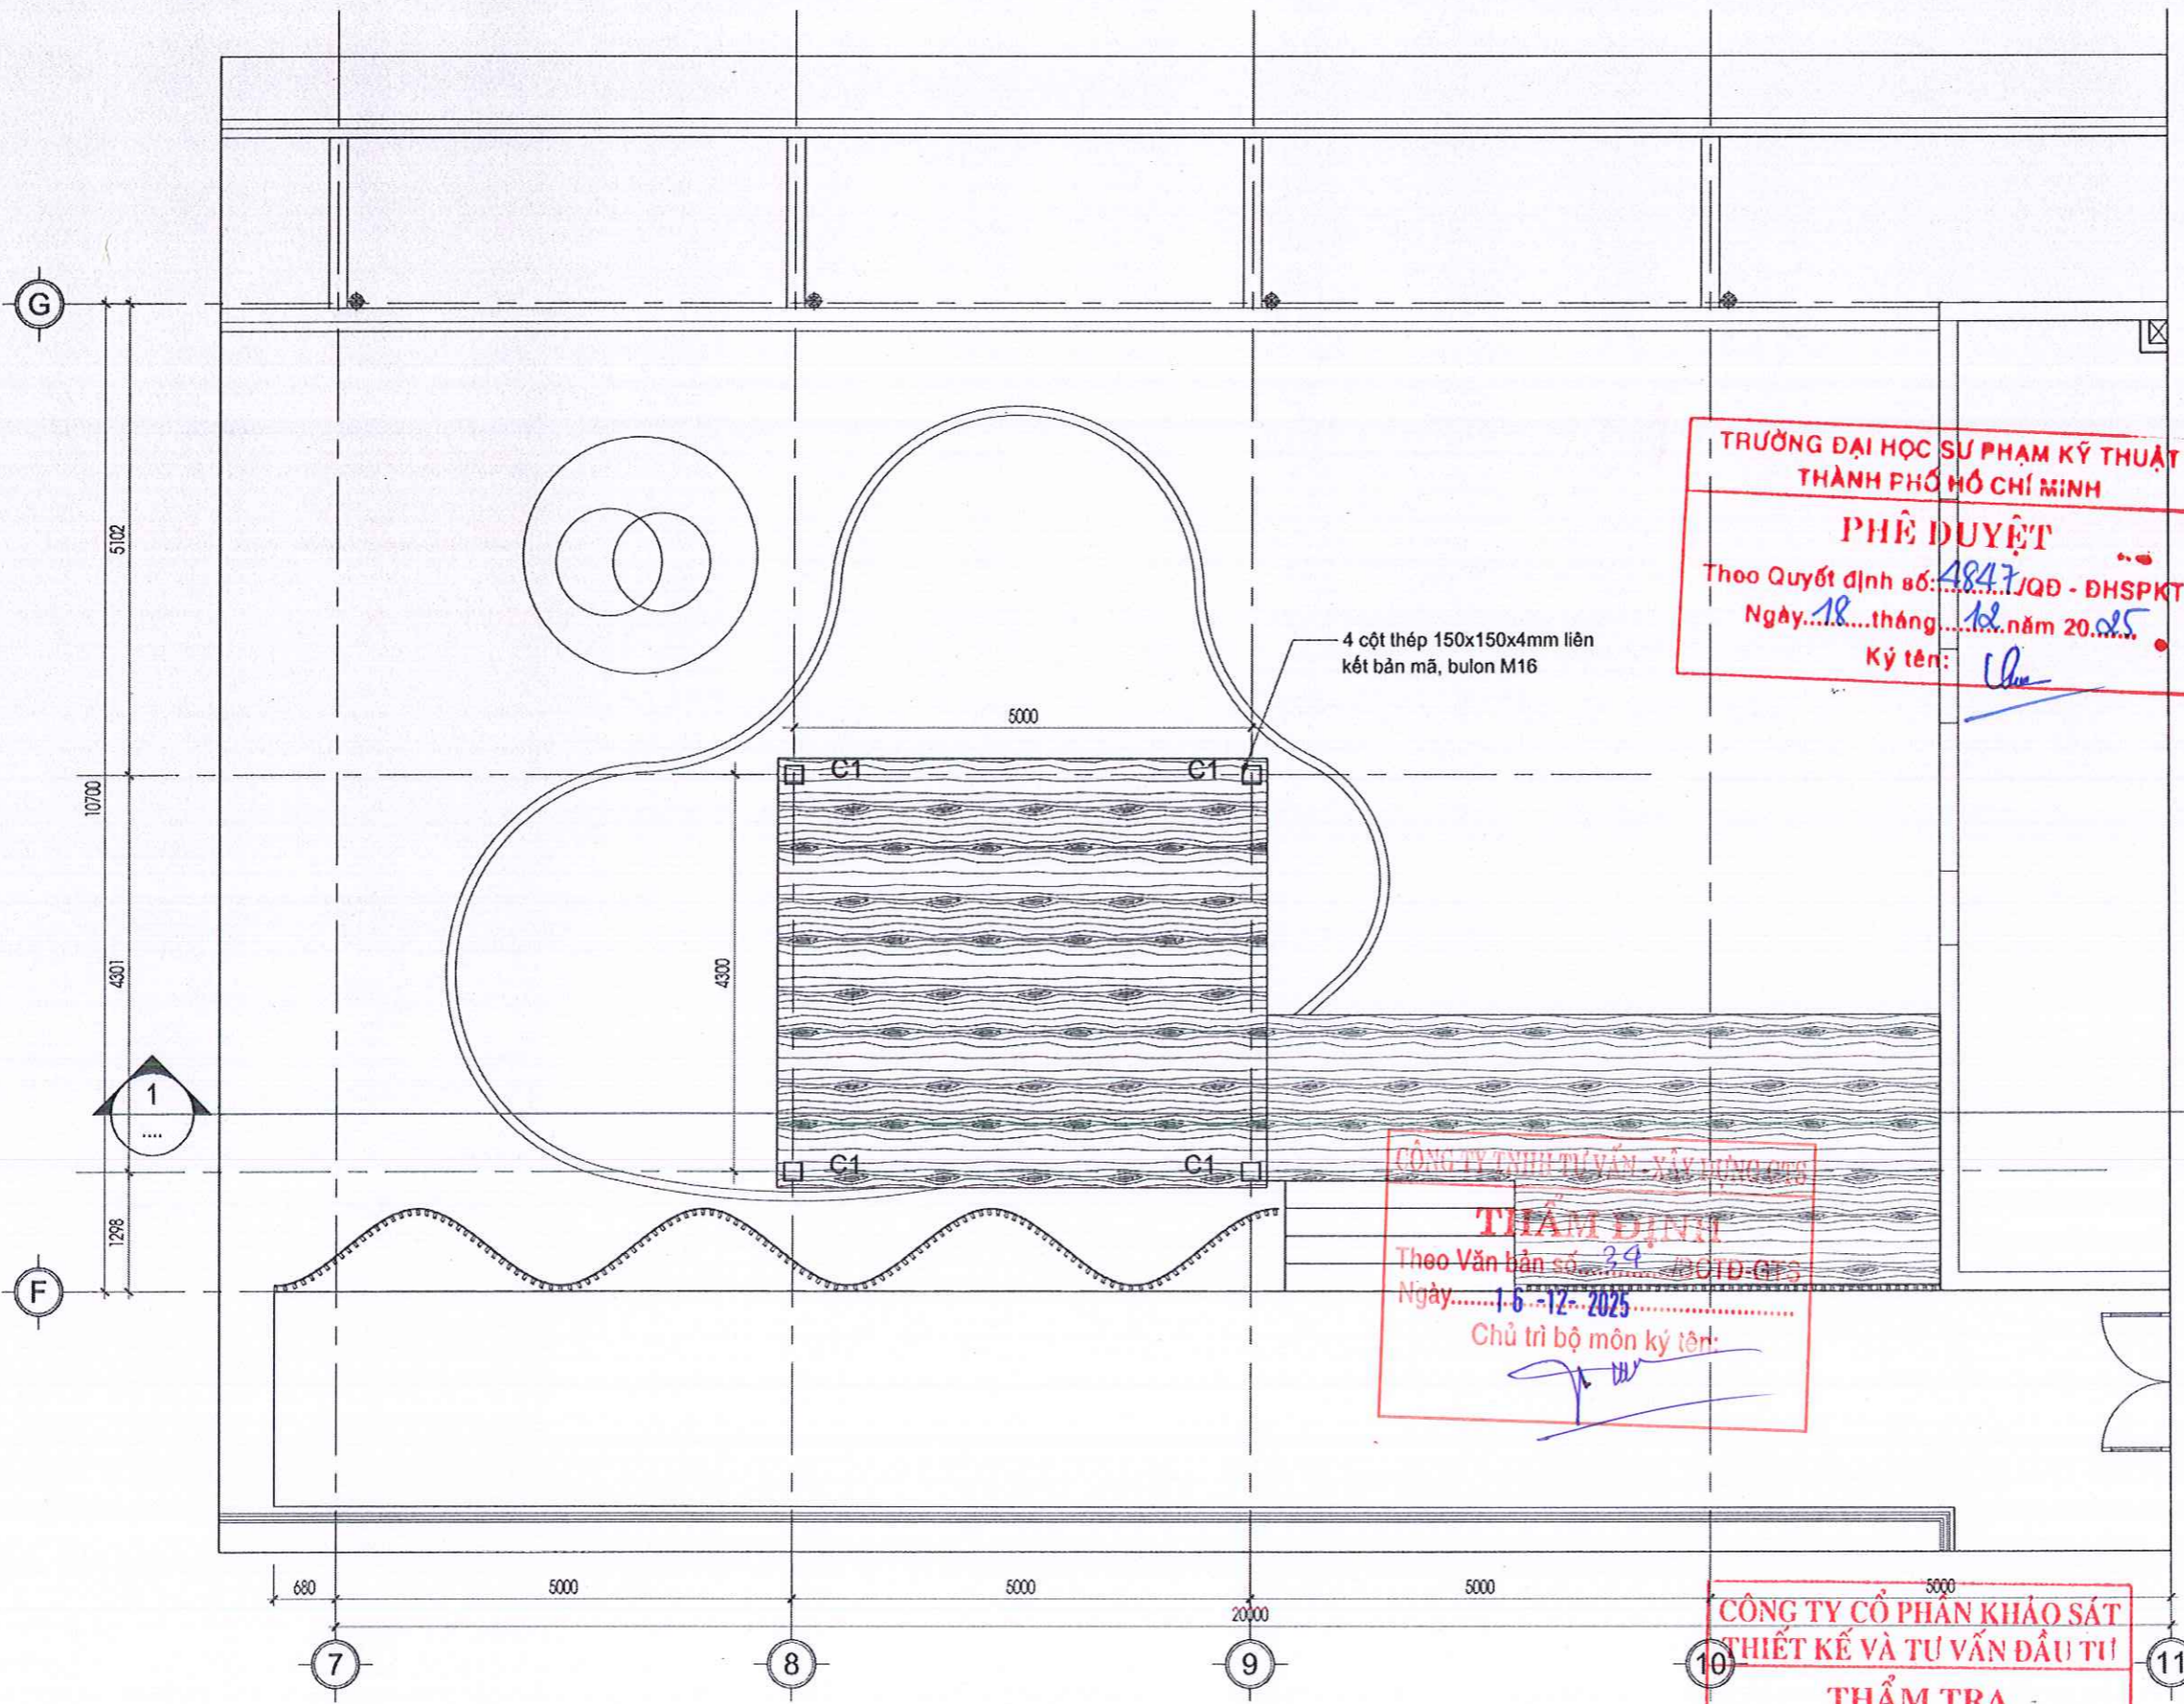 G
5102
10700
4301
1298
F
1
....
TRƯỜNG ĐẠI HỌC SƯ PHẠM KỸ THUẬT
THÀNH PHỐ HỒ CHÍ MINH
PHÊ DUYỆT
Theo Quyết định số: 4847/QĐ - ĐHSPKT
Ngày 18 tháng 12 năm 20 25
Ký tên:
4 cột thép 150x150x4mm liên
kết bản mã, bulon M16
5000
C1
C1
4300
C1
C1
CÔNG TY TNHH TƯ VẤN - XÂY DỰNG GTS
THẨM ĐỊNH
Theo Văn bản số 34 /BCTĐ-GTS
Ngày 16 -12- 2025
Chủ trì bộ môn ký tên:
680
5000
5000
5000
5000
20000
7
8
9
10
11
CÔNG TY CỔ PHẦN KHẢO SÁT
THIẾT KẾ VÀ TƯ VẤN ĐẦU TƯ
THẨM TRA